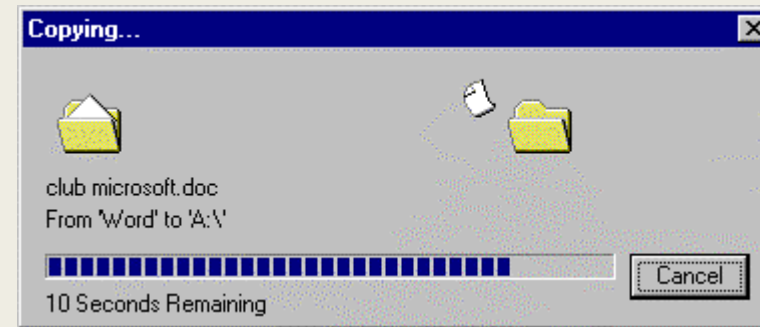 Copying...
club microsoft.doc
From 'Word' to 'A:\'
Cancel
10 Seconds Remaining